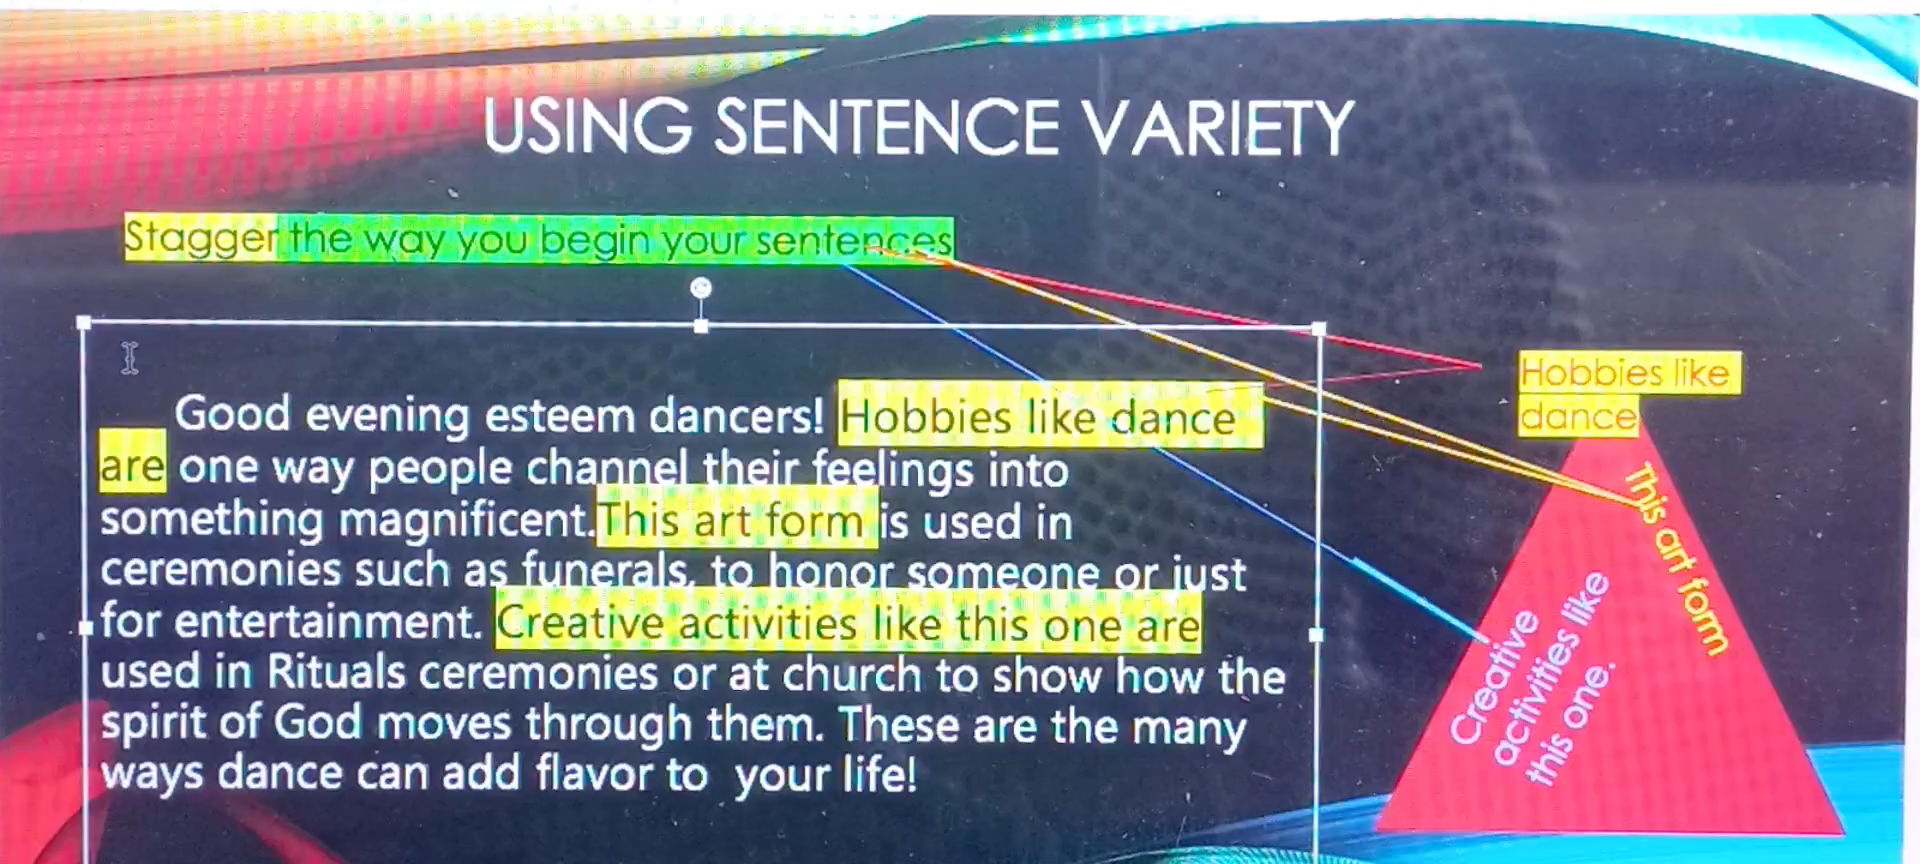 USING SENTENCE VARIETY
Stagger the way you begin your sentences
Good evening esteem dancers! Hobbies like dance
are one way people channel their feelings into
something magnificent. This art form is used in
ceremonies such as funerals, to honor someone or just
for entertainment. Creative activities like this one are
used in Rituals ceremonies or at church to show how the
spirit of God moves through them. These are the many
ways dance can add flavor to your life!
Hobbies like
dance
This art form
Creative
activities like
this one.